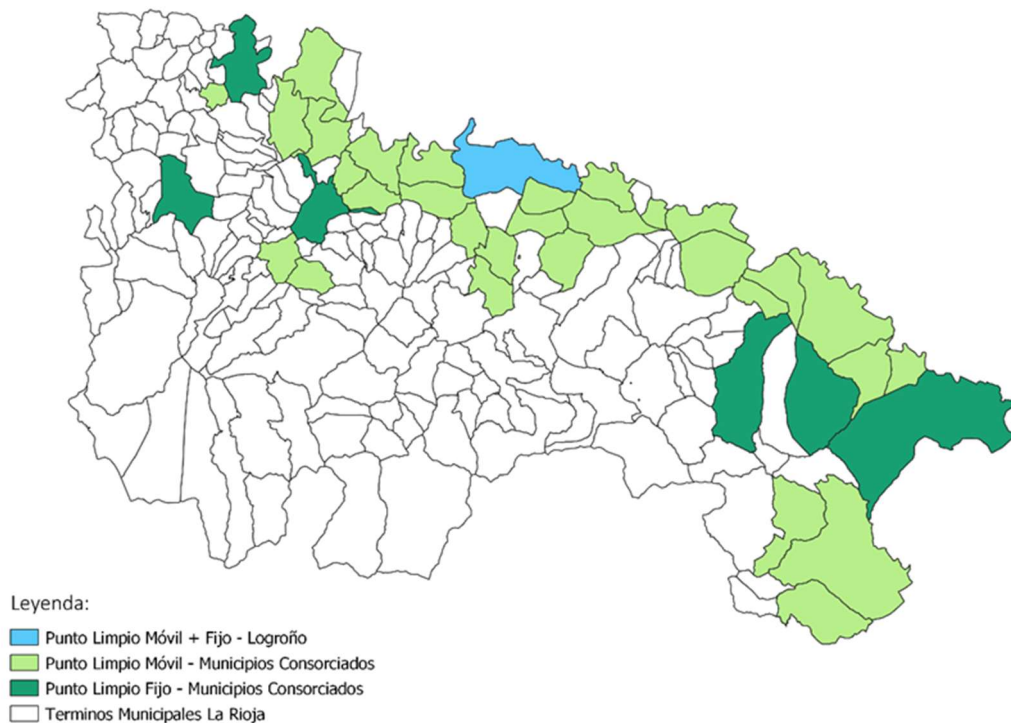 Leyenda:
Punto Limpio Móvil + Fijo - Logroño
Punto Limpio Móvil - Municipios Consorciados
Punto Limpio Fijo - Municipios Consorciados
Terminos Municipales La Rioja